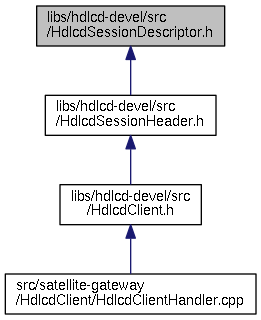 libs/hdlcd-devel/src
/HdlcdSessionDescriptor.h
libs/hdlcd-devel/src
/HdlcdSessionHeader.h
libs/hdlcd-devel/src
/HdlcdClient.h
src/satellite-gateway
/HdlcdClient/HdlcdClientHandler.cpp